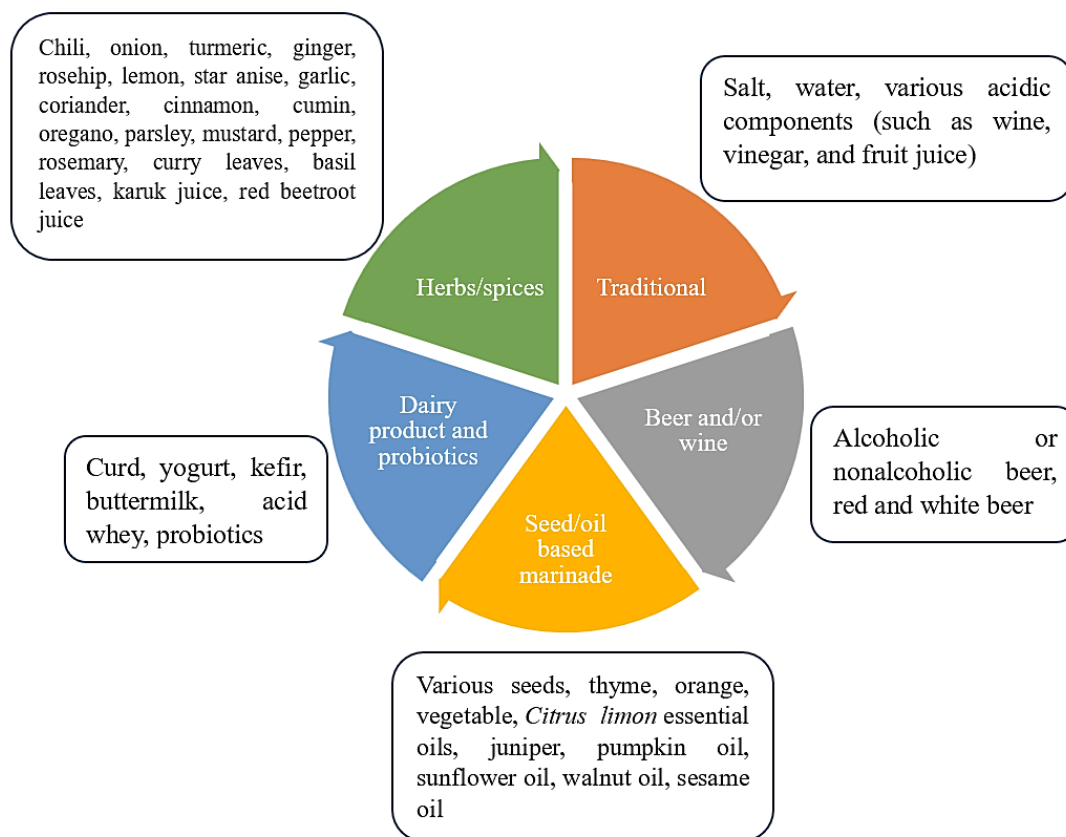 Chili, onion, turmeric, ginger,
rosehip, lemon, star anise, garlic,
coriander, cinnamon, cumin,
oregano, parsley, mustard, pepper,
rosemary, curry leaves, basil
leaves, karuk juice, red beetroot
juice
Salt, water, various acidic
components (such as wine,
vinegar, and fruit juice)
Herbs/spices
Traditional
Dairy
product and
probiotics
Beer and/or
wine
Seed/oil
based
marinade
Curd, yogurt, kefir,
buttermilk, acid
whey, probiotics
Alcoholic or
nonalcoholic beer,
red and white beer
Various seeds, thyme, orange,
vegetable, Citrus limon essential
oils, juniper, pumpkin oil,
sunflower oil, walnut oil, sesame
oil